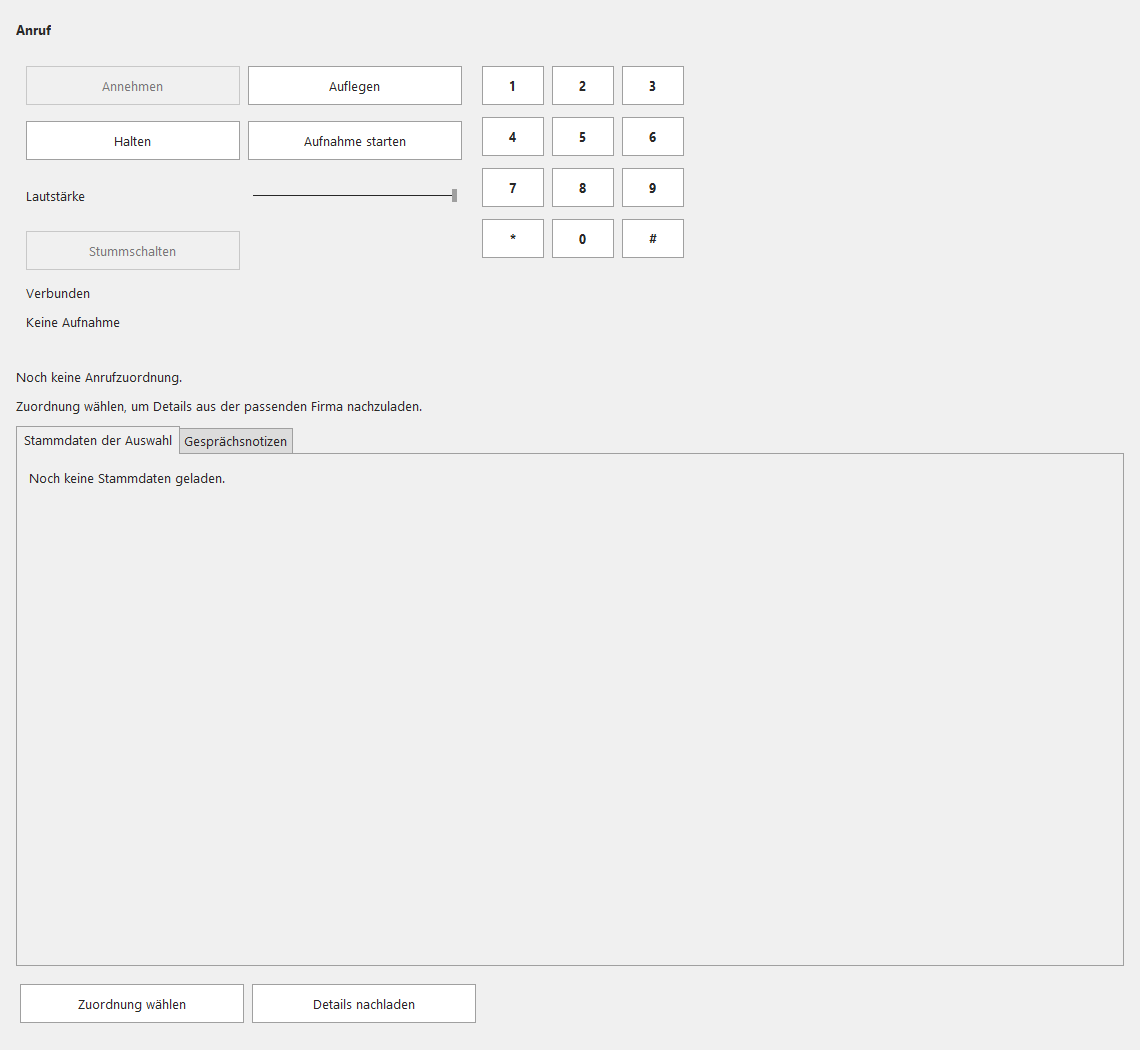 Anruf
Annehmen
Auflegen
1
2
3
Halten
Aufnahme starten
4
5
6
Lautstärke
7
8
9
*
0
#
Stummschalten
Verbunden
Keine Aufnahme
Noch keine Anrufzuordnung.
Zuordnung wählen, um Details aus der passenden Firma nachzuladen.
Stammdaten der Auswahl
Gesprächsnotizen
Noch keine Stammdaten geladen.
Zuordnung wählen
Details nachladen